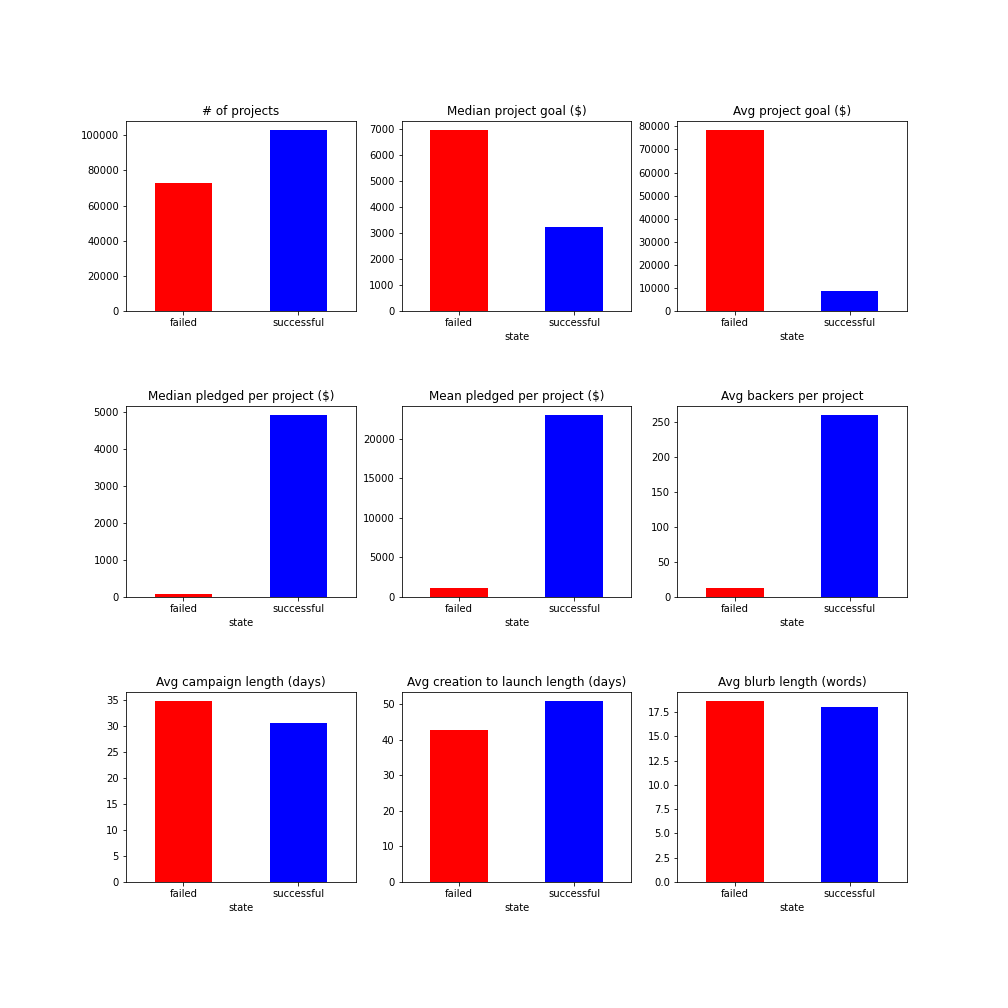 # of projects
100000
80000
60000
40000
20000
0
failed successful
Median project goal ($)
7000
6000
5000
4000
3000
2000
1000
0
failed successful
state
Avg project goal ($)
80000
70000
60000
50000
40000
30000
20000
10000
0
failed successful
state
Median pledged per project ($)
5000
4000
3000
2000
1000
0
failed successful
state
Mean pledged per project ($)
20000
15000
10000
5000
0
failed successful
state
Avg backers per project
250
200
150
100
50
0
failed successful
state
Avg campaign length (days)
35
30
25
20
15
10
5
0
failed successful
state
Avg creation to launch length (days)
50
40
30
20
10
0
failed successful
state
Avg blurb length (words)
17.5
15.0
12.5
10.0
7.5
5.0
2.5
0.0
failed successful
state